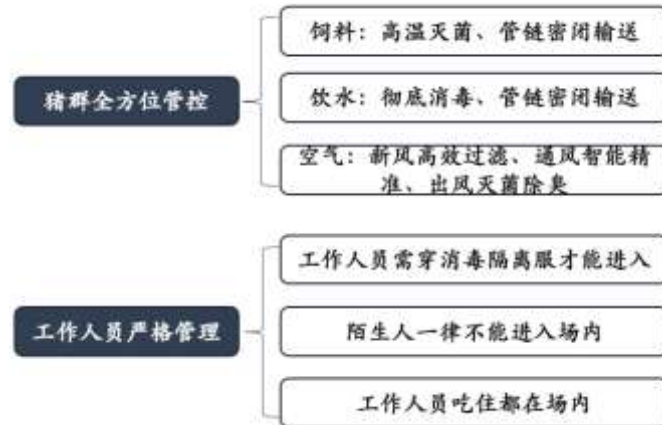 猪群全方位管控
饲料：高温灭菌、管链密闭输送
饮水：彻底消毒、管链密闭输送
空气：新风高效过滤、通风智能精
准、出风灭菌除臭
工作人员严格管理
工作人员需穿消毒隔离服才能进入
陌生人一律不能进入场内
工作人员吃住都在场内